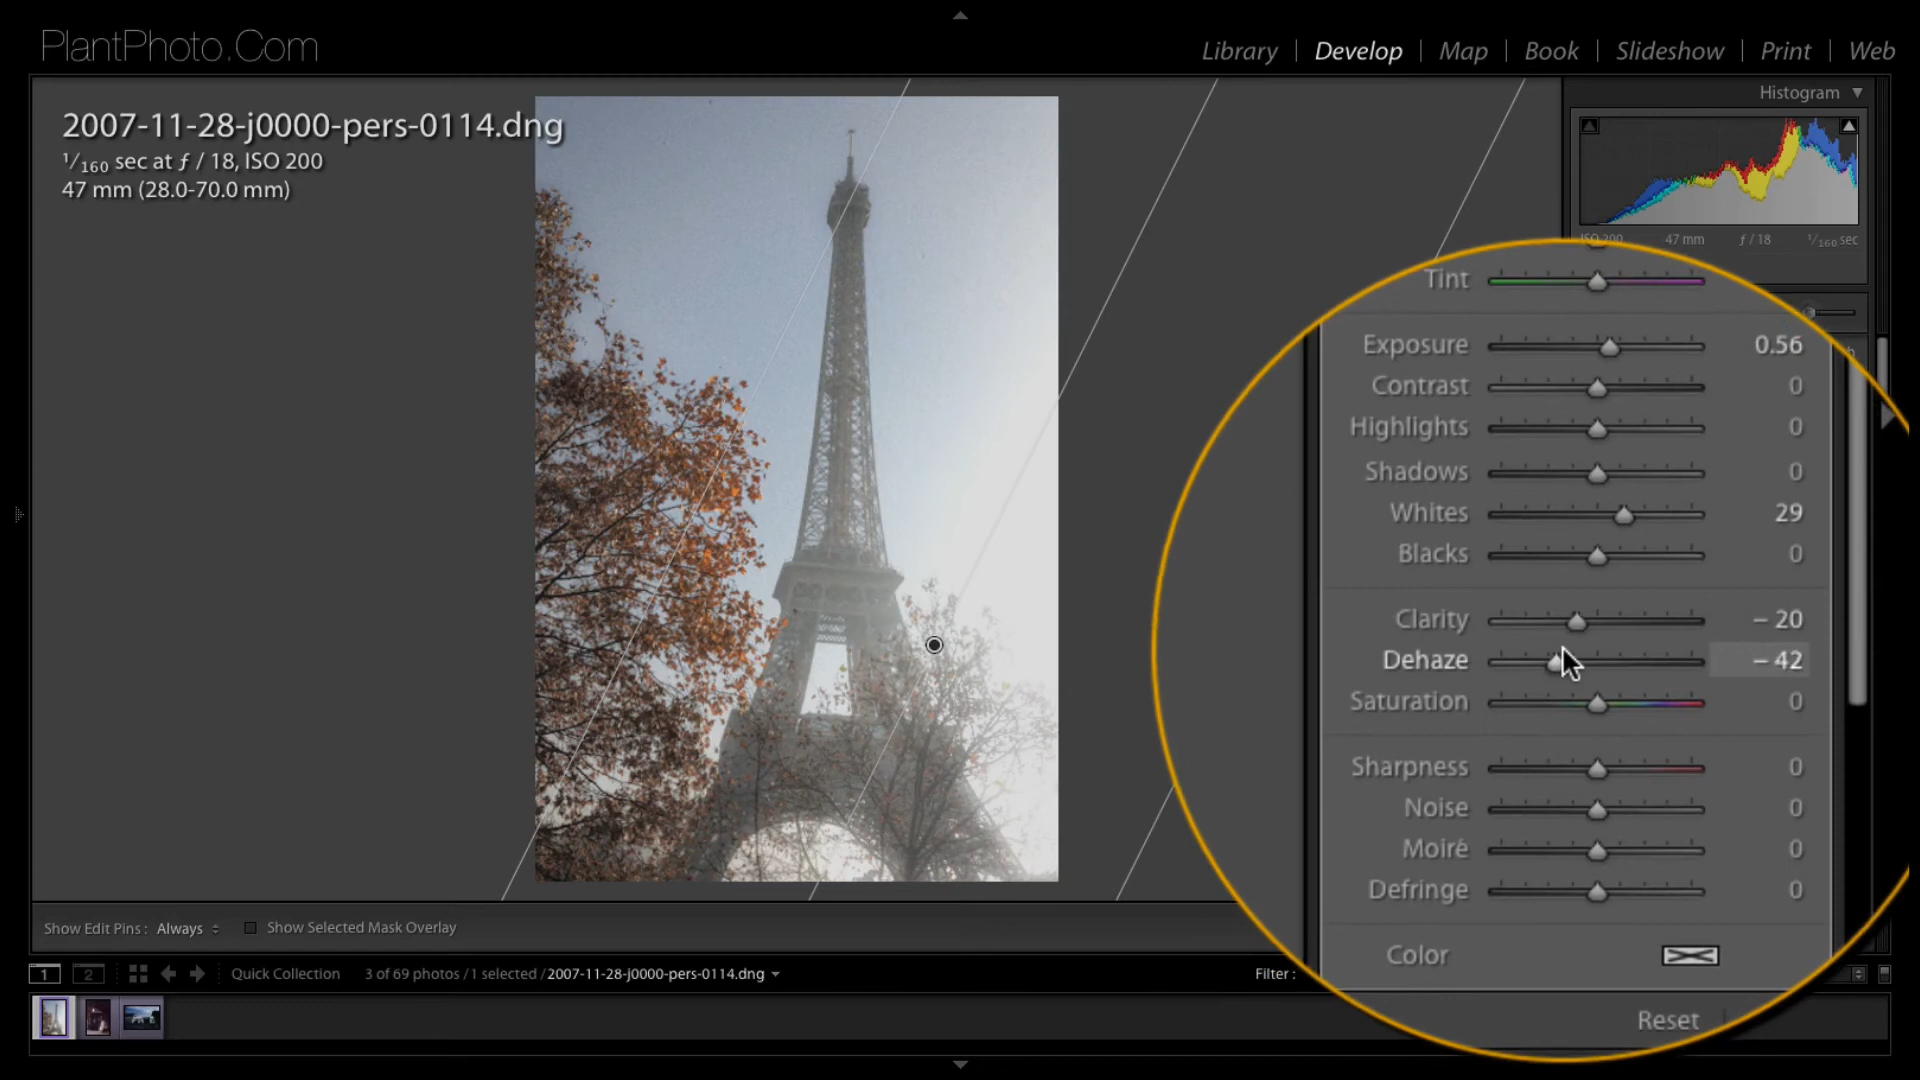 PlantPhoto.Com
Library | Develop | Map | Book | Slideshow | Print | Web
2007-11-28-j0000-pers-0114.dng
1/160 sec at ƒ / 18, ISO 200
47 mm (28.0-70.0 mm)
Histogram
ISO 200 47 mm ƒ / 18 1/160 sec
Tint
Exposure 0.56
Contrast 0
Highlights 0
Shadows 0
Whites 29
Blacks 0
Clarity – 20
Dehaze – 42
Saturation 0
Sharpness 0
Noise 0
Moiré 0
Defringe 0
Color
Reset
Show Edit Pins : Always Show Selected Mask Overlay
1 2 Quick Collection 3 of 69 photos / 1 selected / 2007-11-28-j0000-pers-0114.dng Filter :